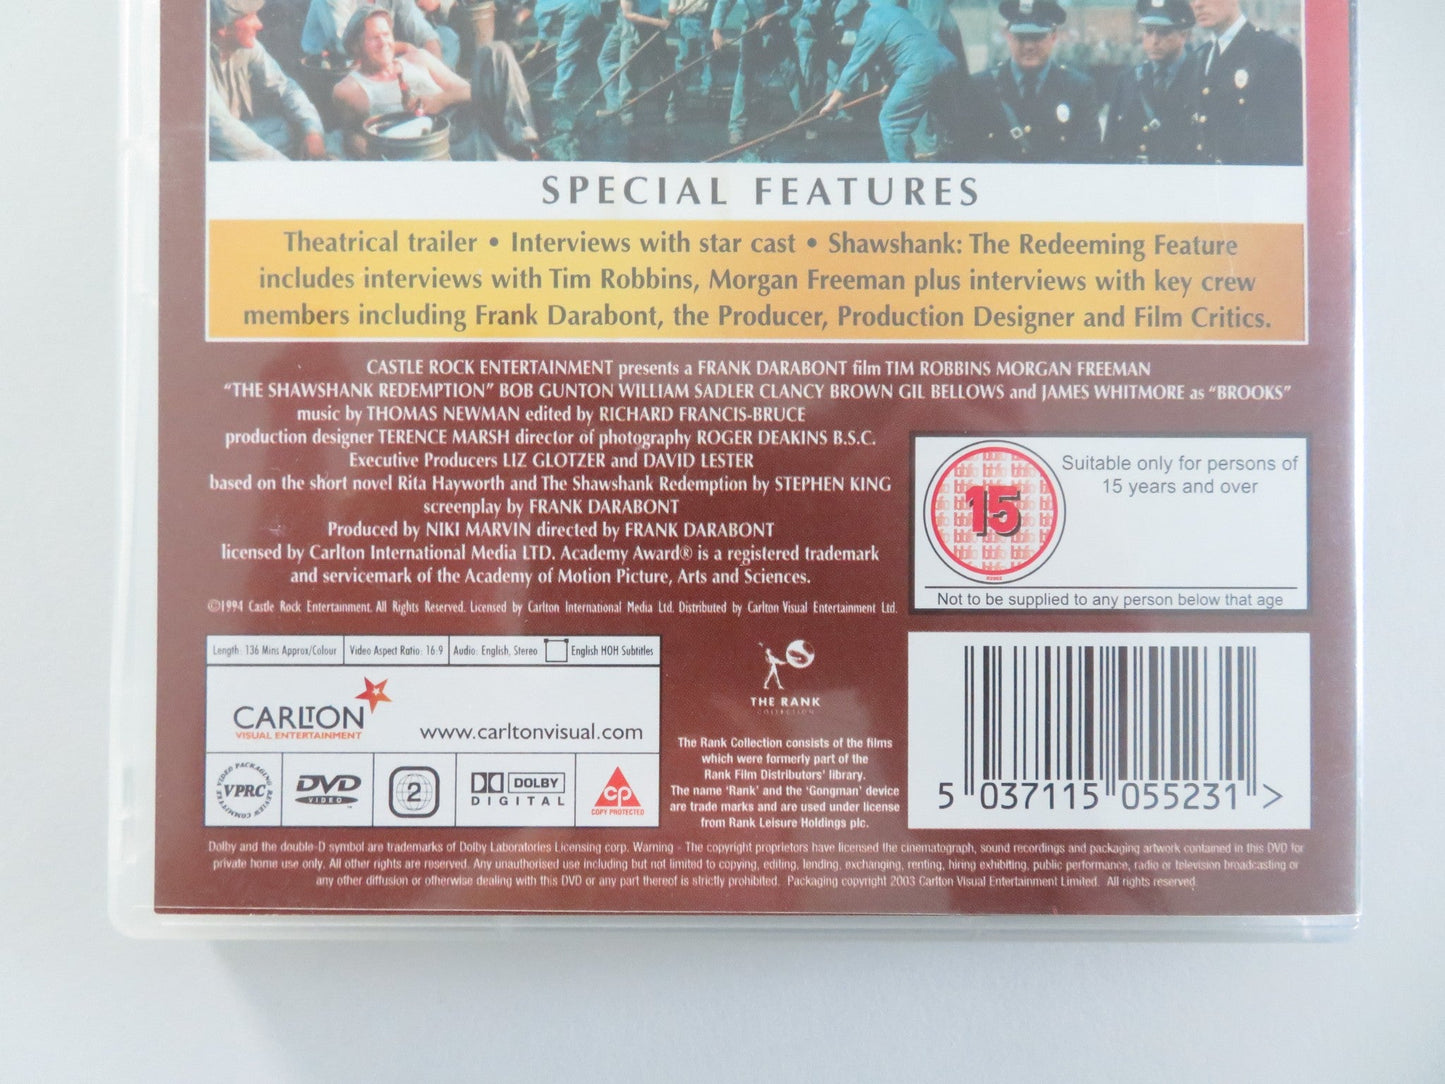 SPECIAL FEATURES
Theatrical trailer • Interviews with star cast • Shawshank: The Redeeming Feature
includes interviews with Tim Robbins, Morgan Freeman plus interviews with key crew
members including Frank Darabont, the Producer, Production Designer and Film Critics.
CASTLE ROCK ENTERTAINMENT presents a FRANK DARABONT film TIM ROBBINS MORGAN FREEMAN
"THE SHAWSHANK REDEMPTION" BOB GUNTON WILLIAM SADLER CLANCY BROWN GIL BELLOWS and JAMES WHITMORE as "BROOKS"
music by THOMAS NEWMAN edited by RICHARD FRANCIS-BRUCE
production designer TERENCE MARSH director of photography ROGER DEAKINS B.S.C.
Executive Producers LIZ GLOTZER and DAVID LESTER
based on the short novel Rita Hayworth and The Shawshank Redemption by STEPHEN KING
screenplay by FRANK DARABONT
Produced by NIKI MARVIN directed by FRANK DARABONT
licensed by Carlton International Media LTD. Academy Award® is a registered trademark
and servicemark of the Academy of Motion Picture, Arts and Sciences.
©1994 Castle Rock Entertainment. All Rights Reserved. Licensed by Carlton International Media Ltd. Distributed by Carlton Visual Entertainment Ltd.
15
Suitable only for persons of
15 years and over
Not to be supplied to any person below that age
Length: 136 Mins Approx/Colour Video Aspect Ratio: 16:9 Audio: English, Stereo English HOH Subtitles
CARLTON
VISUAL ENTERTAINMENT
www.carltonvisual.com
VIDEO PACKAGING REVIEW COMMITTEE
VPRC
DVD
VIDEO
2
DOLBY
DIGITAL
CP
COPY PROTECTED
THE RANK
COLLECTION
The Rank Collection consists of the films
which were formerly part of the
Rank Film Distributors' library.
The name 'Rank' and the 'Gongman' device
are trade marks and are used under license
from Rank Leisure Holdings plc.
5 037115 055231 >
Dolby and the double-D symbol are trademarks of Dolby Laboratories Licensing corp. Warning - The copyright proprietors have licensed the cinematograph, sound recordings and packaging artwork contained in this DVD for
private home use only. All other rights are reserved. Any unauthorised use including but not limited to copying, editing, lending, exchanging, renting, hiring exhibiting, public performance, radio or television broadcasting or
any other diffusion or otherwise dealing with this DVD or any part thereof is strictly prohibited. Packaging copyright 2003 Carlton Visual Entertainment Limited. All rights reserved.